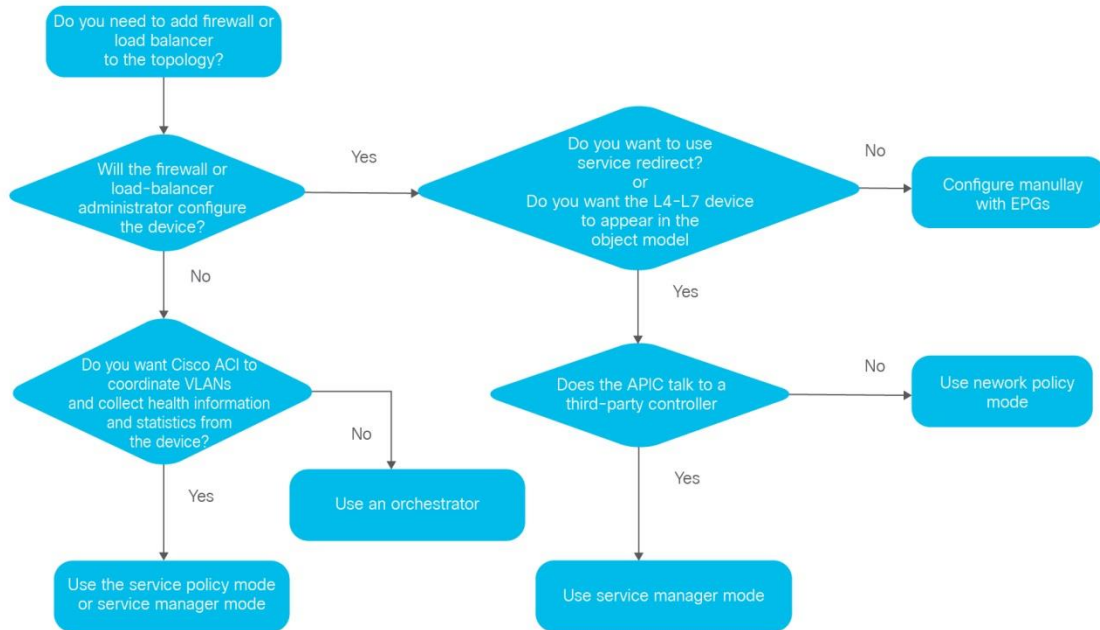 Do you need to add firewall or
load balancer
to the topology?
Will the firewall or
load-balancer
administrator configure
the device?
Yes
Do you want to use
service redirect?
or
Do you want the L4-L7 device
to appear in the
object model
No
Configure manullay
with EPGs
No
Yes
Do you want Cisco ACI to
coordinate VLANs
and collect health information
and statistics from
the device?
No
Does the APIC talk to a
third-party controller
No
Use nework policy
mode
Yes
Use an orchestrator
Yes
Use the service policy mode
or service manager mode
Use service manager mode